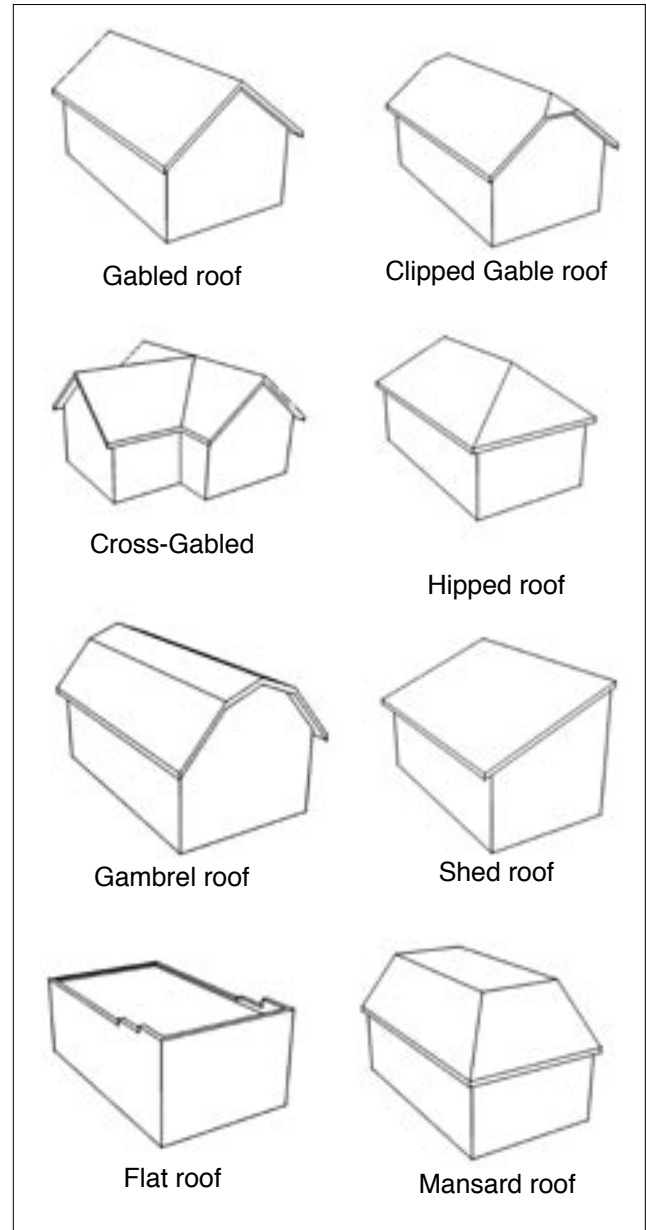 Gabled roof
Clipped Gable roof
Cross-Gabled
Hipped roof
Gambrel roof
Shed roof
Flat roof
Mansard roof